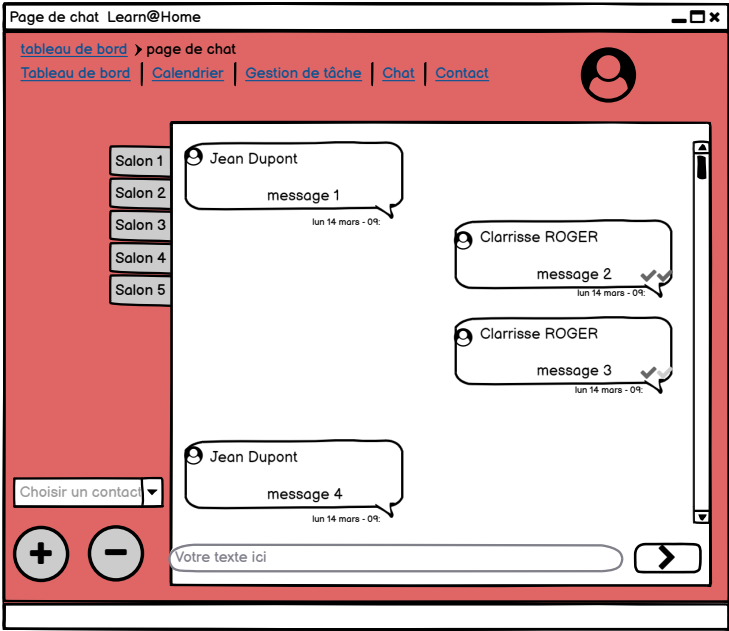 Page de chat Learn@Home
tableau de bord page de chat
Tableau de bord Calendrier Gestion de tâche Chat Contact
Salon 1
Salon 2
Salon 3
Salon 4
Salon 5
Jean Dupont
message 1
lun 14 mars - 09:
Clarrisse ROGER
message 2
lun 14 mars - 09:
Clarrisse ROGER
message 3
lun 14 mars - 09:
Jean Dupont
message 4
lun 14 mars - 09:
Choisir un contact
Votre texte ici